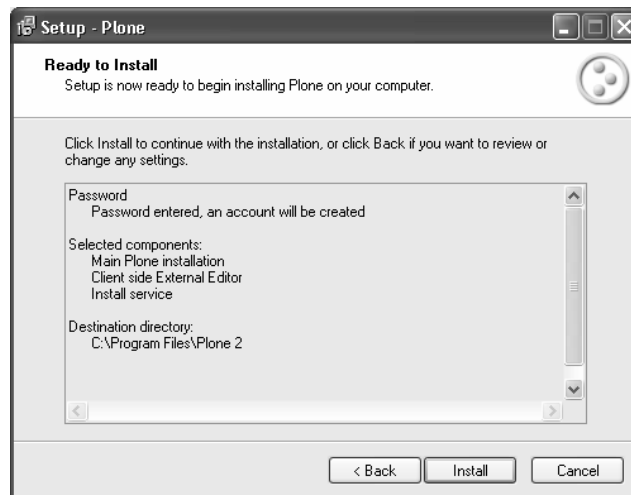 Setup - Plone
Ready to Install
Setup is now ready to begin installing Plone on your computer.
Click Install to continue with the installation, or click Back if you want to review or
change any settings.
Password
Password entered, an account will be created
Selected components:
Main Plone installation
Client side External Editor
Install service
Destination directory:
C:\Program Files\Plone 2
< Back
Install
Cancel